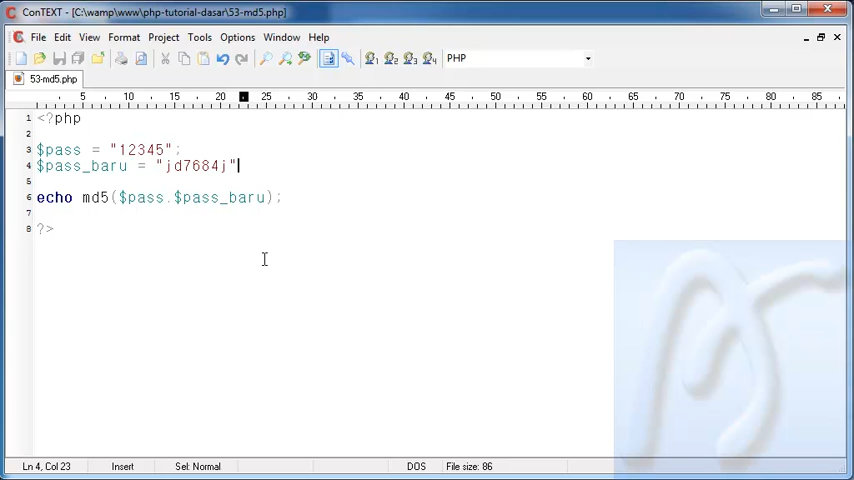 ConTEXT - [C:\wamp\www\php-tutorial-dasar\53-md5.php]
File Edit View Format Project Tools Options Window Help
PHP
53-md5.php
5 10 15 20 25 30 35 40 45 50 55 60 65 70 75 80 85
1 <?php
2
3 $pass = "12345";
4 $pass_baru = "jd7684j"
5
6 echo md5($pass.$pass_baru);
7
8 ?>
Ln 4, Col 23 Insert Sel: Normal DOS File size: 86